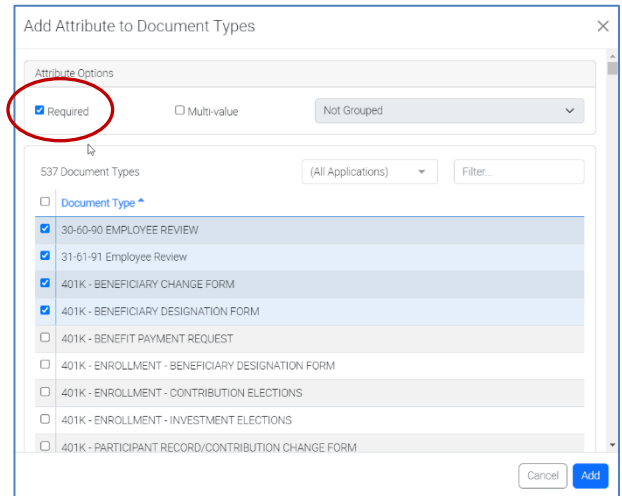 Add Attribute to Document Types
Attribute Options
Required Multi-value Not Grouped
537 Document Types (All Applications) Filter...
Document Type
30-60-90 EMPLOYEE REVIEW
31-61-91 Employee Review
401K - BENEFICIARY CHANGE FORM
401K - BENEFICIARY DESIGNATION FORM
401K - BENEFIT PAYMENT REQUEST
401K - ENROLLMENT - BENEFICIARY DESIGNATION FORM
401K - ENROLLMENT - CONTRIBUTION ELECTIONS
401K - ENROLLMENT - INVESTMENT ELECTIONS
401K - PARTICIPANT RECORD/CONTRIBUTION CHANGE FORM
Cancel Add